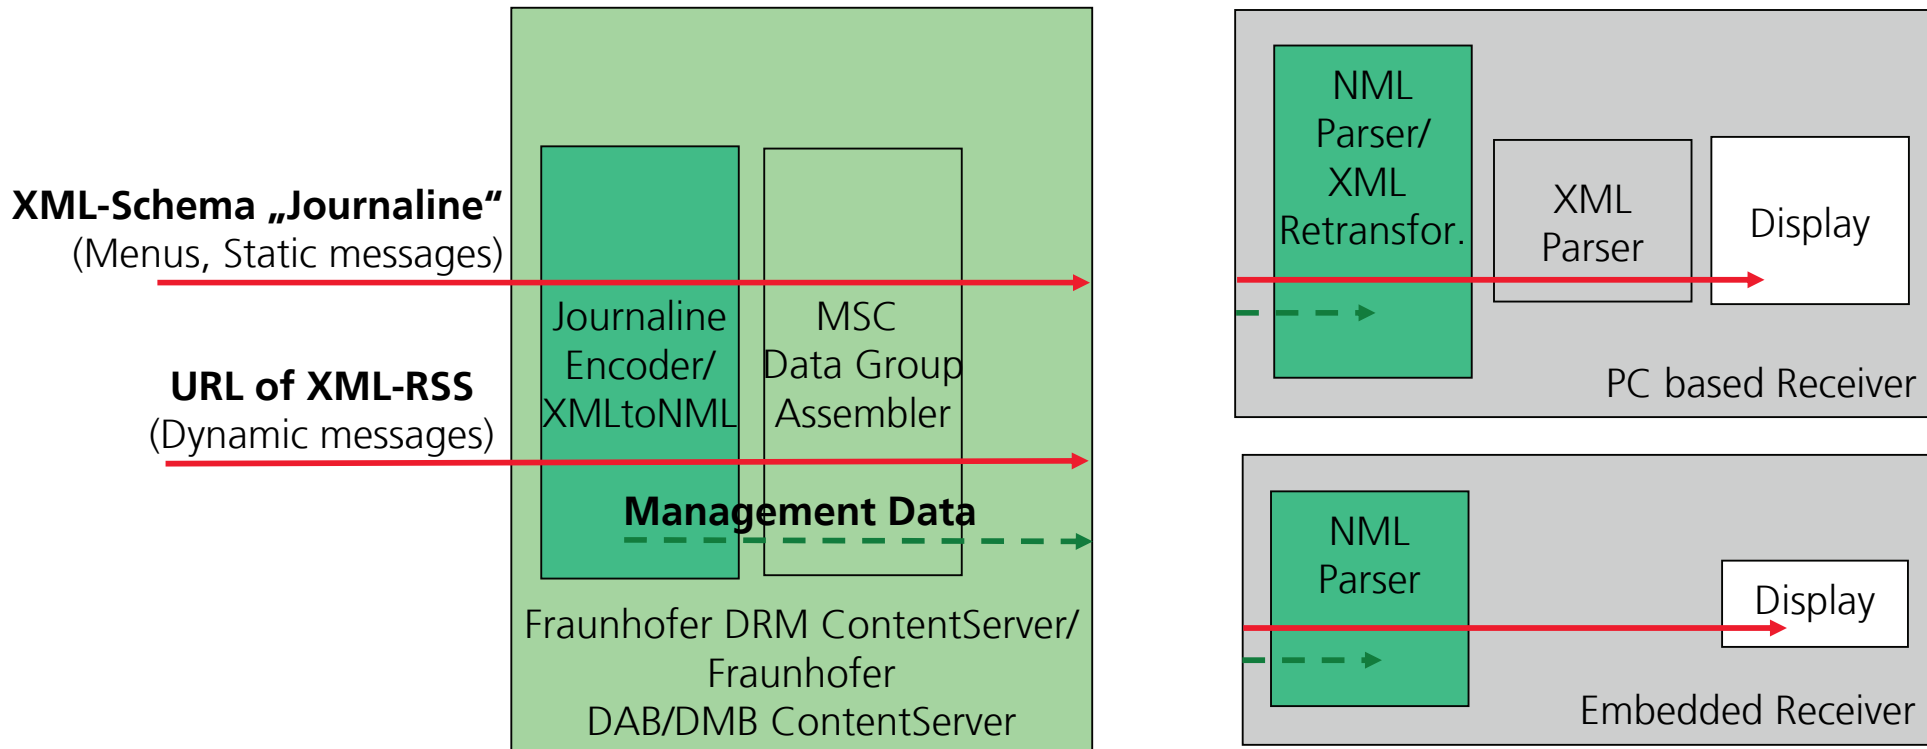 XML-Schema „Journaline“
(Menus, Static messages)
URL of XML-RSS
(Dynamic messages)
Journaline
Encoder/
XMLtoNML
MSC
Data Group
Assembler
Management Data
Fraunhofer DRM ContentServer/
Fraunhofer
DAB/DMB ContentServer
NML
Parser/
XML
Retransfor.
XML
Parser
Display
PC based Receiver
NML
Parser
Display
Embedded Receiver